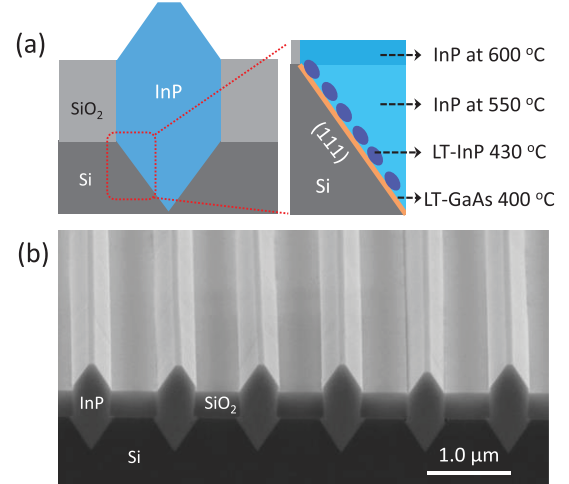 (a)
InP
SiO₂
Si
(111)
Si
InP at 600 °C
InP at 550 °C
LT-InP 430 °C
LT-GaAs 400 °C
(b)
InP
SiO₂
Si
1.0 µm